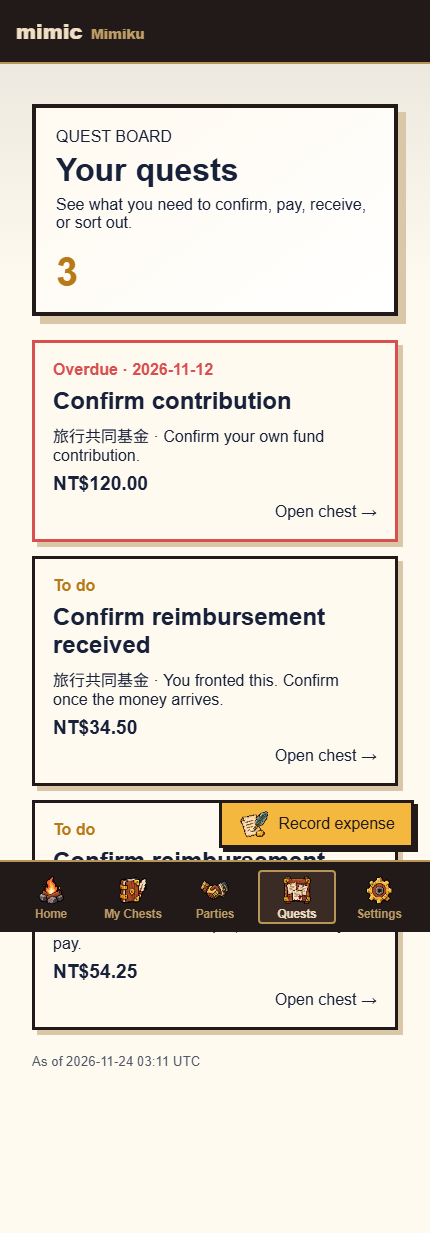 mimic Mimiku
QUEST BOARD
Your quests
See what you need to confirm, pay, receive,
or sort out.
3
Overdue · 2026-11-12
Confirm contribution
旅行共同基金 · Confirm your own fund
contribution.
NT$120.00
Open chest →
To do
Confirm reimbursement
received
旅行共同基金 · You fronted this. Confirm
once the money arrives.
NT$34.50
Open chest →
To do
Record expense
Confirm reimbursement
Home
My Chests
Parties
Quests
Settings
pay.
NT$54.25
Open chest →
As of 2026-11-24 03:11 UTC